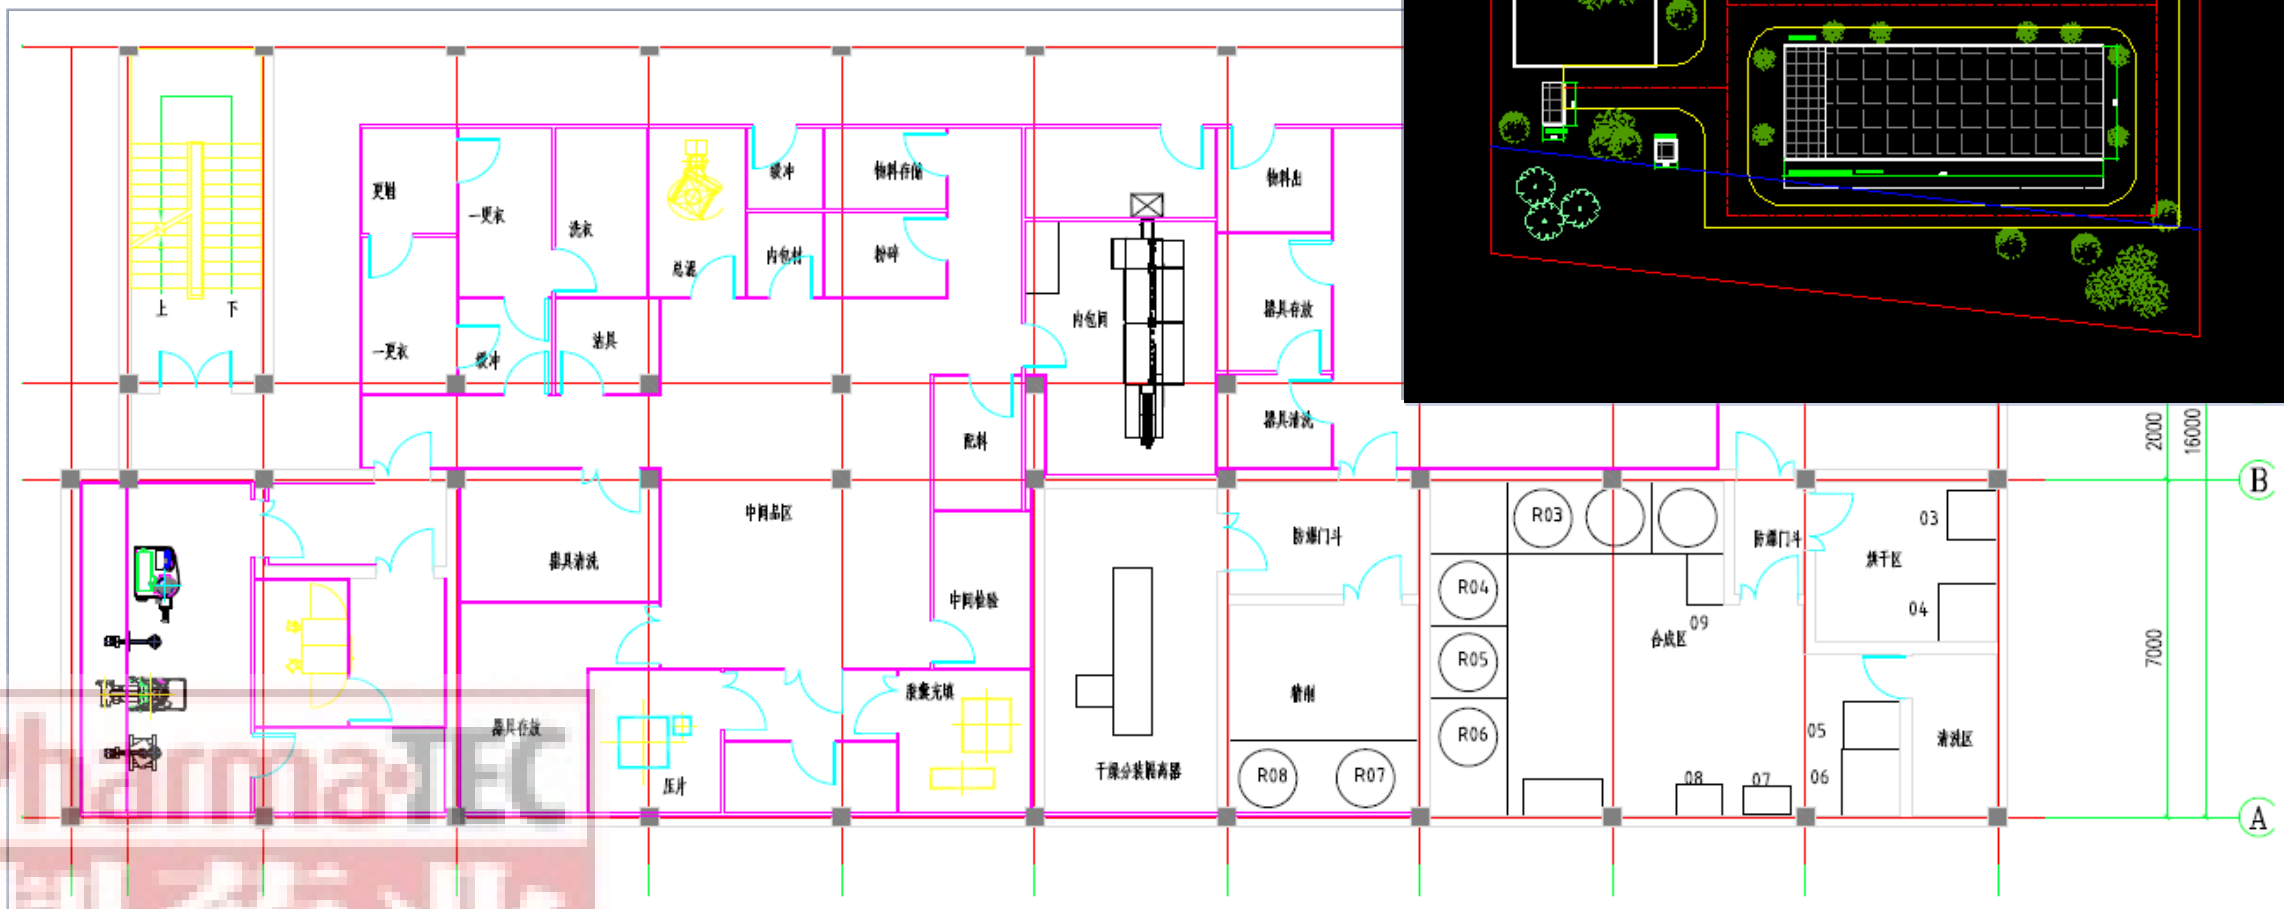 更鞋
一更衣
洗衣
总混
缓冲
物料存储
内包材
粉碎
物料出
上
下
一更衣
缓冲
洁具
内包间
器具存放
器具清洗
配料
2000
16000
B
中间品区
器具清洗
中间检验
防爆门斗
R03
防爆门斗
03
烘干区
04
R04
09
合成区
R05
7000
器具存放
胶囊充填
精制
R06
05
清洗区
压片
干燥分装隔离器
R08
R07
08
07
06
A
Pharma·TEC